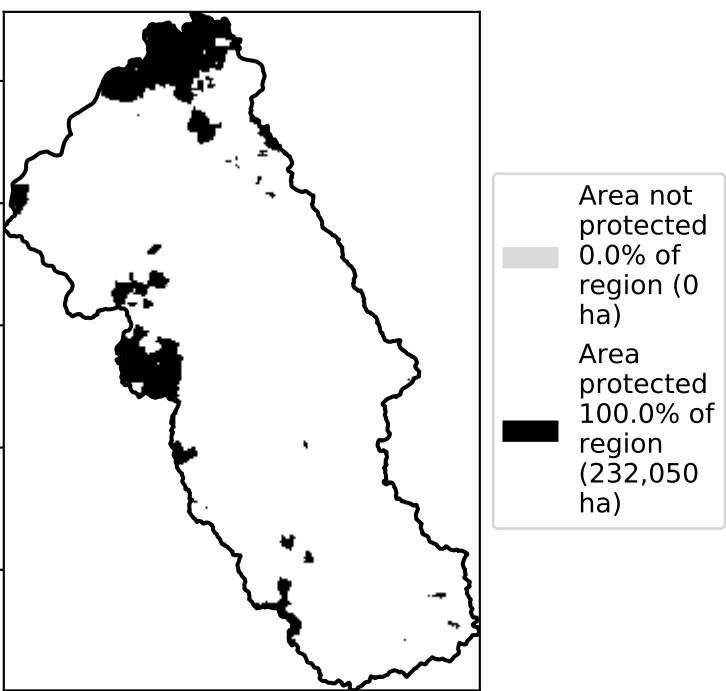 Area not
protected
0.0% of
region (0
ha)
Area
protected
100.0% of
region
(232,050
ha)